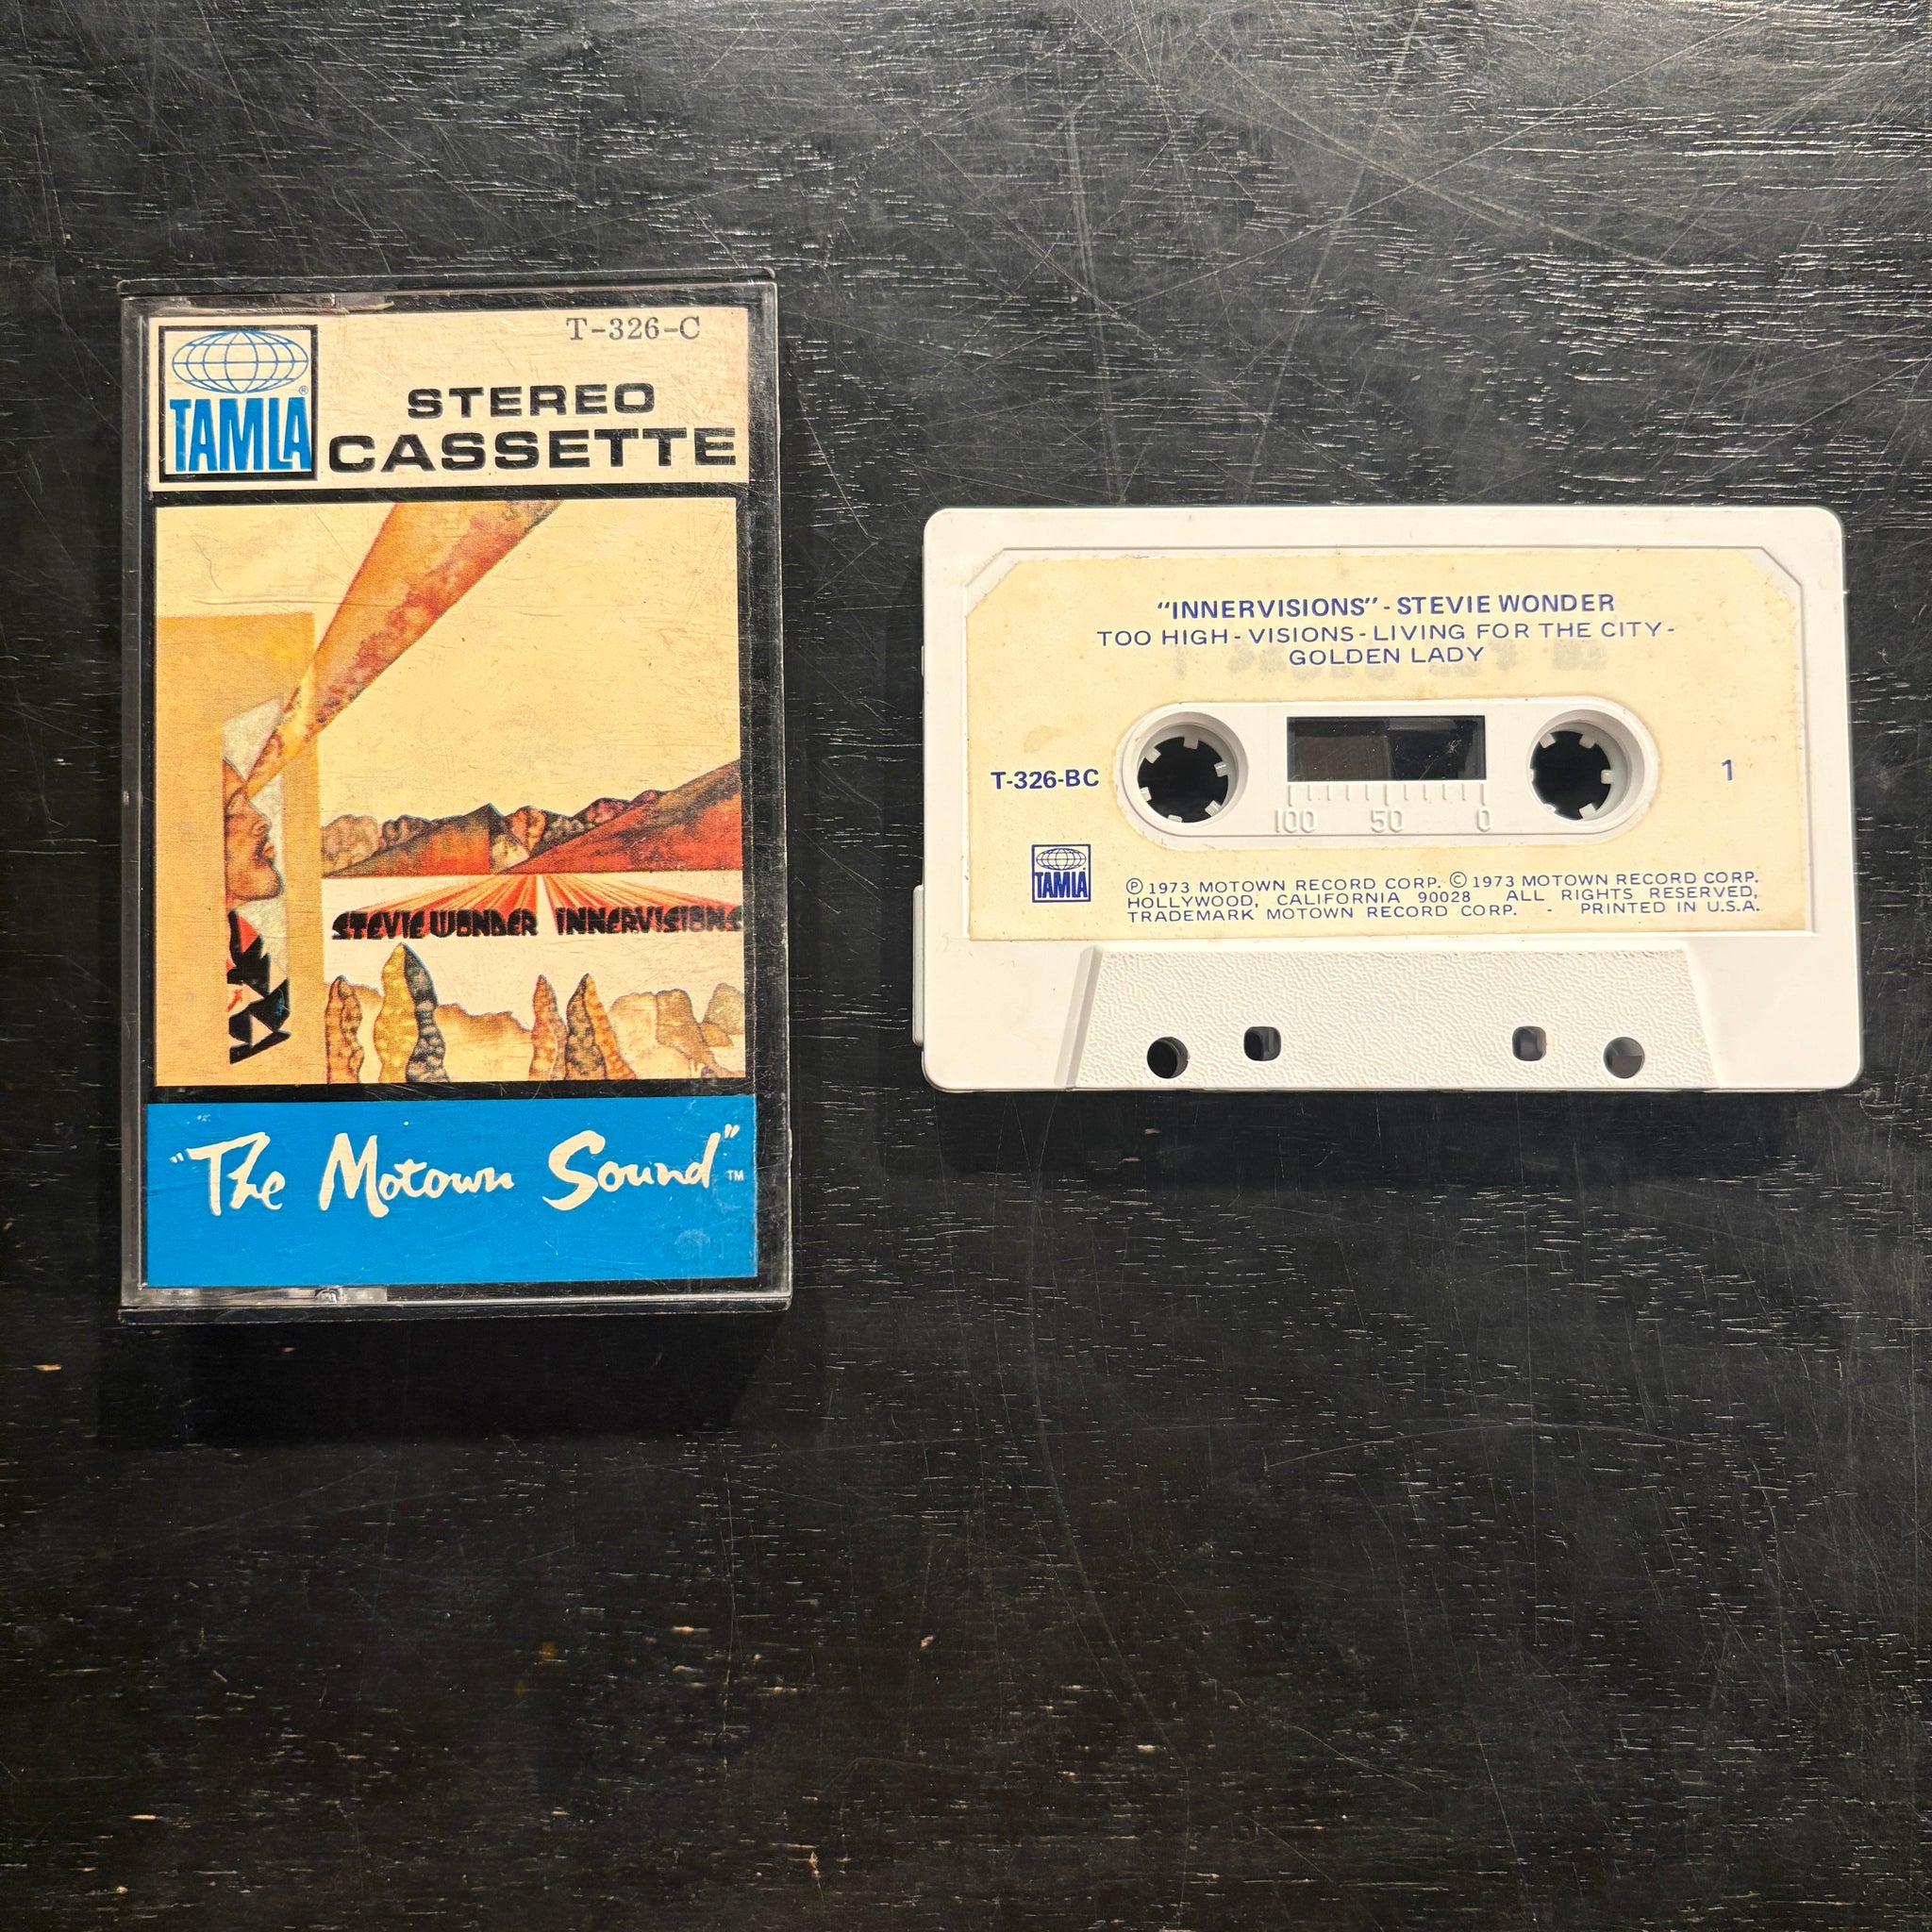 T-326-C
TAMLA®
STEREO
CASSETTE
STEVIE WONDER INNERVISIONS
"The Motown Sound"™
"INNERVISIONS" - STEVIE WONDER
TOO HIGH - VISIONS - LIVING FOR THE CITY -
GOLDEN LADY
T-326-BC
1
100 50 0
TAMLA
℗ 1973 MOTOWN RECORD CORP. © 1973 MOTOWN RECORD CORP.
HOLLYWOOD, CALIFORNIA 90028 ALL RIGHTS RESERVED,
TRADEMARK MOTOWN RECORD CORP. - PRINTED IN U.S.A.